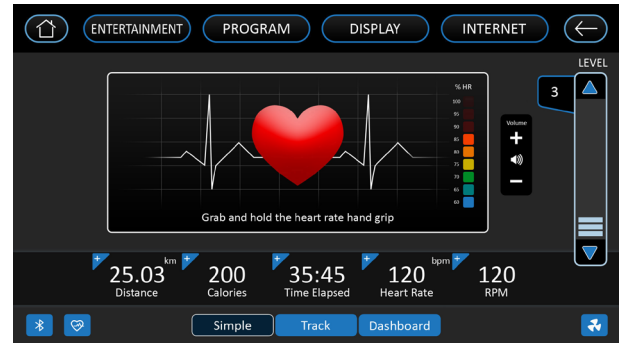 ENTERTAINMENT
PROGRAM
DISPLAY
INTERNET
LEVEL
3
% HR
100
95
90
85
80
75
70
65
60
Volume
Grab and hold the heart rate hand grip
km
bpm
25.03
200
35:45
120
120
Distance
Calories
Time Elapsed
Heart Rate
RPM
Simple
Track
Dashboard